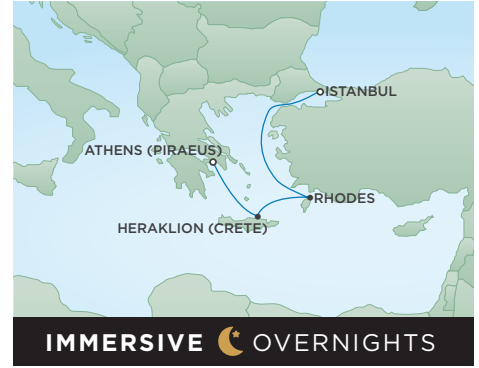 ISTANBUL
ATHENS (PIRAEUS)
RHODES
HERAKLION (CRETE)
IMMERSIVE OVERNIGHTS